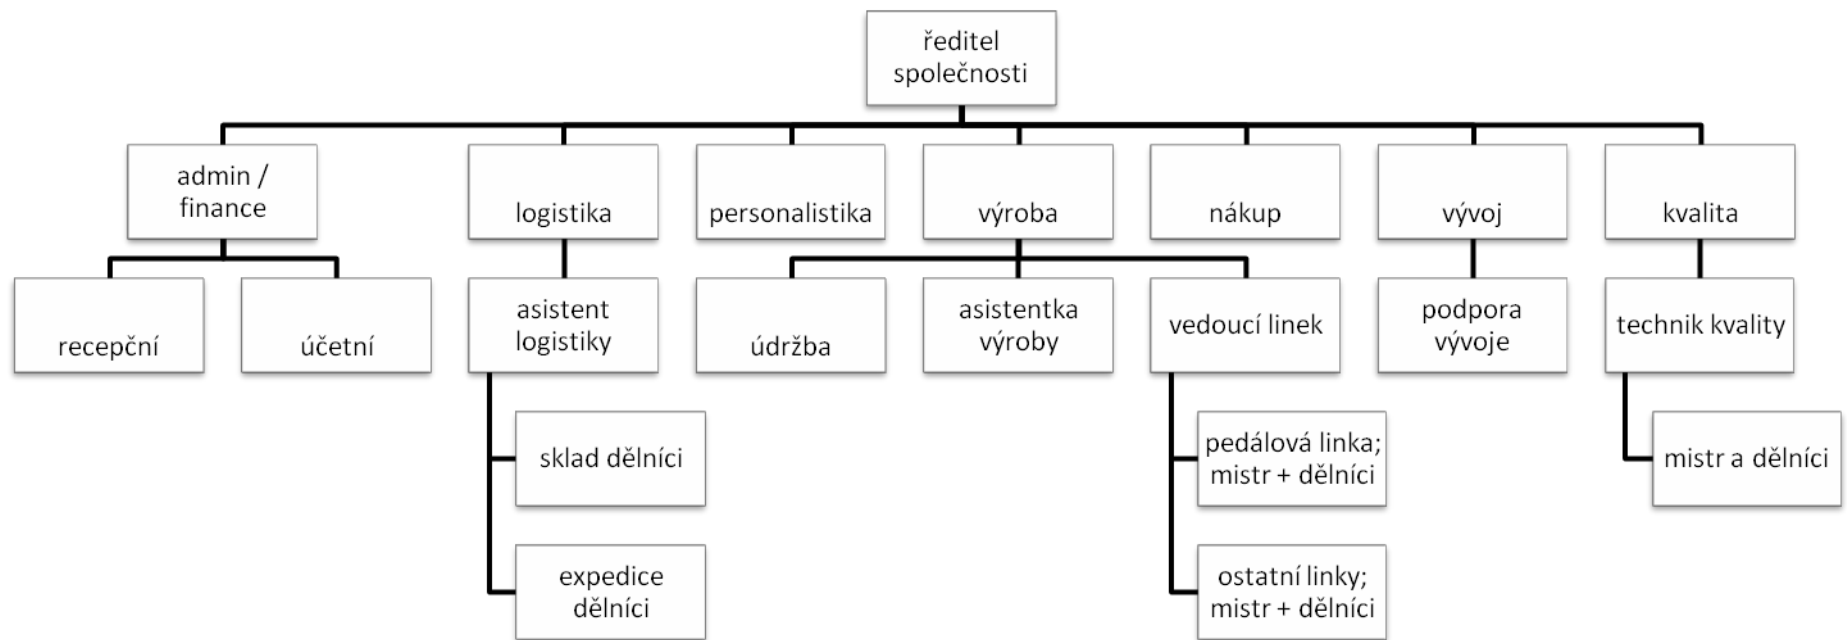 ředitel
společnosti
admin /
finance
logistika
personalistika
výroba
nákup
vývoj
kvalita
recepční
účetní
asistent
logistiky
údržba
asistentka
výroby
vedoucí linek
podpora
vývoje
technik kvality
sklad dělníci
pedálová linka;
mistr + dělníci
mistr a dělníci
expedice
dělníci
ostatní linky;
mistr + dělníci